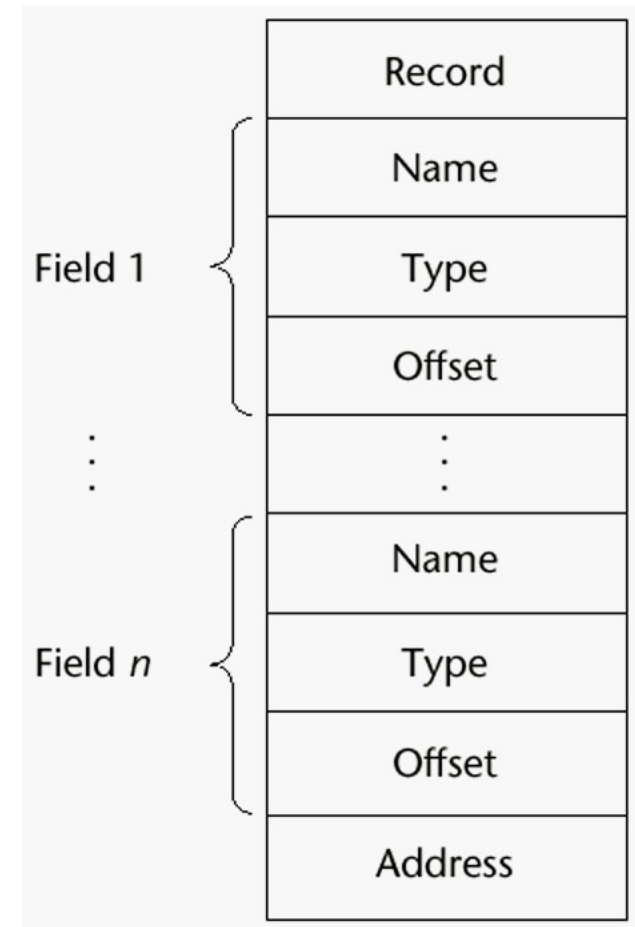 Record
Name
Field 1
Type
Offset
.
.
.
.
.
.
Name
Field n
Type
Offset
Address